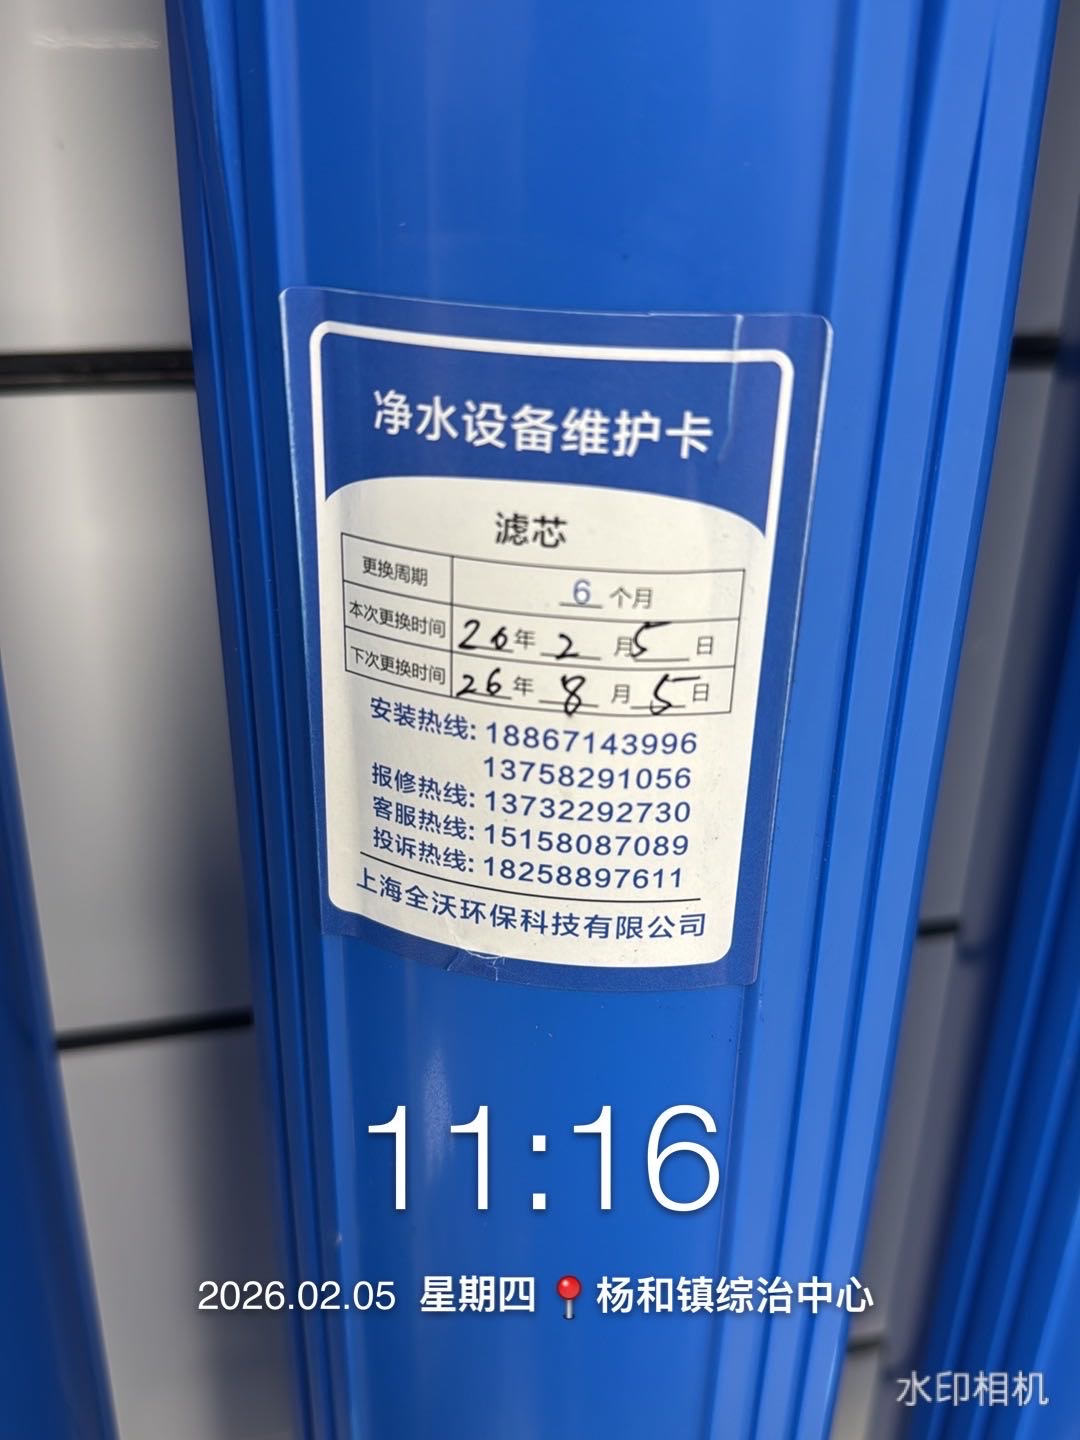 净水设备维护卡
滤芯
更换周期 6 个月
本次更换时间 26年 2 月5 日
下次更换时间 26年 8 月 5日
安装热线: 18867143996
13758291056
报修热线: 13732292730
客服热线: 15158087089
投诉热线: 18258897611
上海全沃环保科技有限公司
11:16
2026.02.05 星期四 📍杨和镇综治中心
水印相机